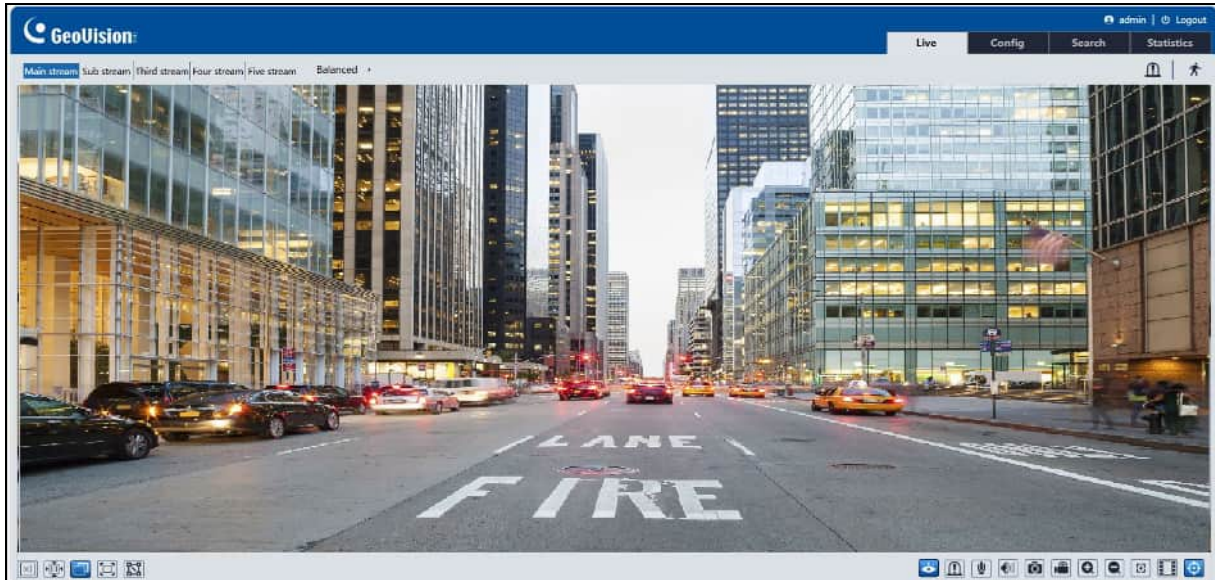 GeoVision
admin | Logout
Live Config Search Statistics
Main stream Sub stream Third stream Four stream Five stream Balanced
LANE
FIRE